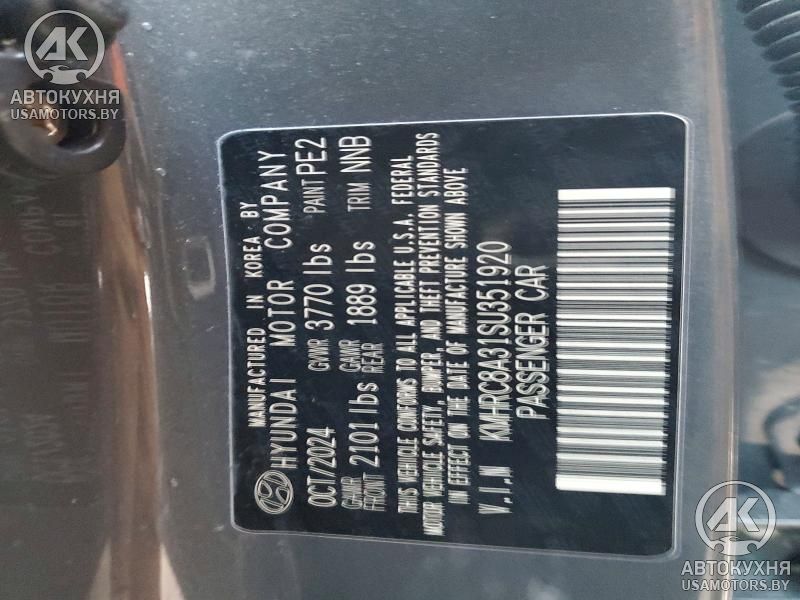 AK
АВТОКУХНЯ
USAMOTORS.BY
MANUFACTURED IN KOREA BY
HYUNDAI MOTOR COMPANY
OCT/2024 GVWR 3770 lbs PAINT PE2
GAWR FRONT 2101 lbs GAWR REAR 1889 lbs TRIM NNB
THIS VEHICLE CONFORMS TO ALL APPLICABLE U.S.A. FEDERAL
MOTOR VEHICLE SAFETY, BUMPER, AND THEFT PREVENTION STANDARDS
IN EFFECT ON THE DATE OF MANUFACTURE SHOWN ABOVE
V.I.N KMHRC8A31SU351920
PASSENGER CAR
AK
АВТОКУХНЯ
USAMOTORS.BY